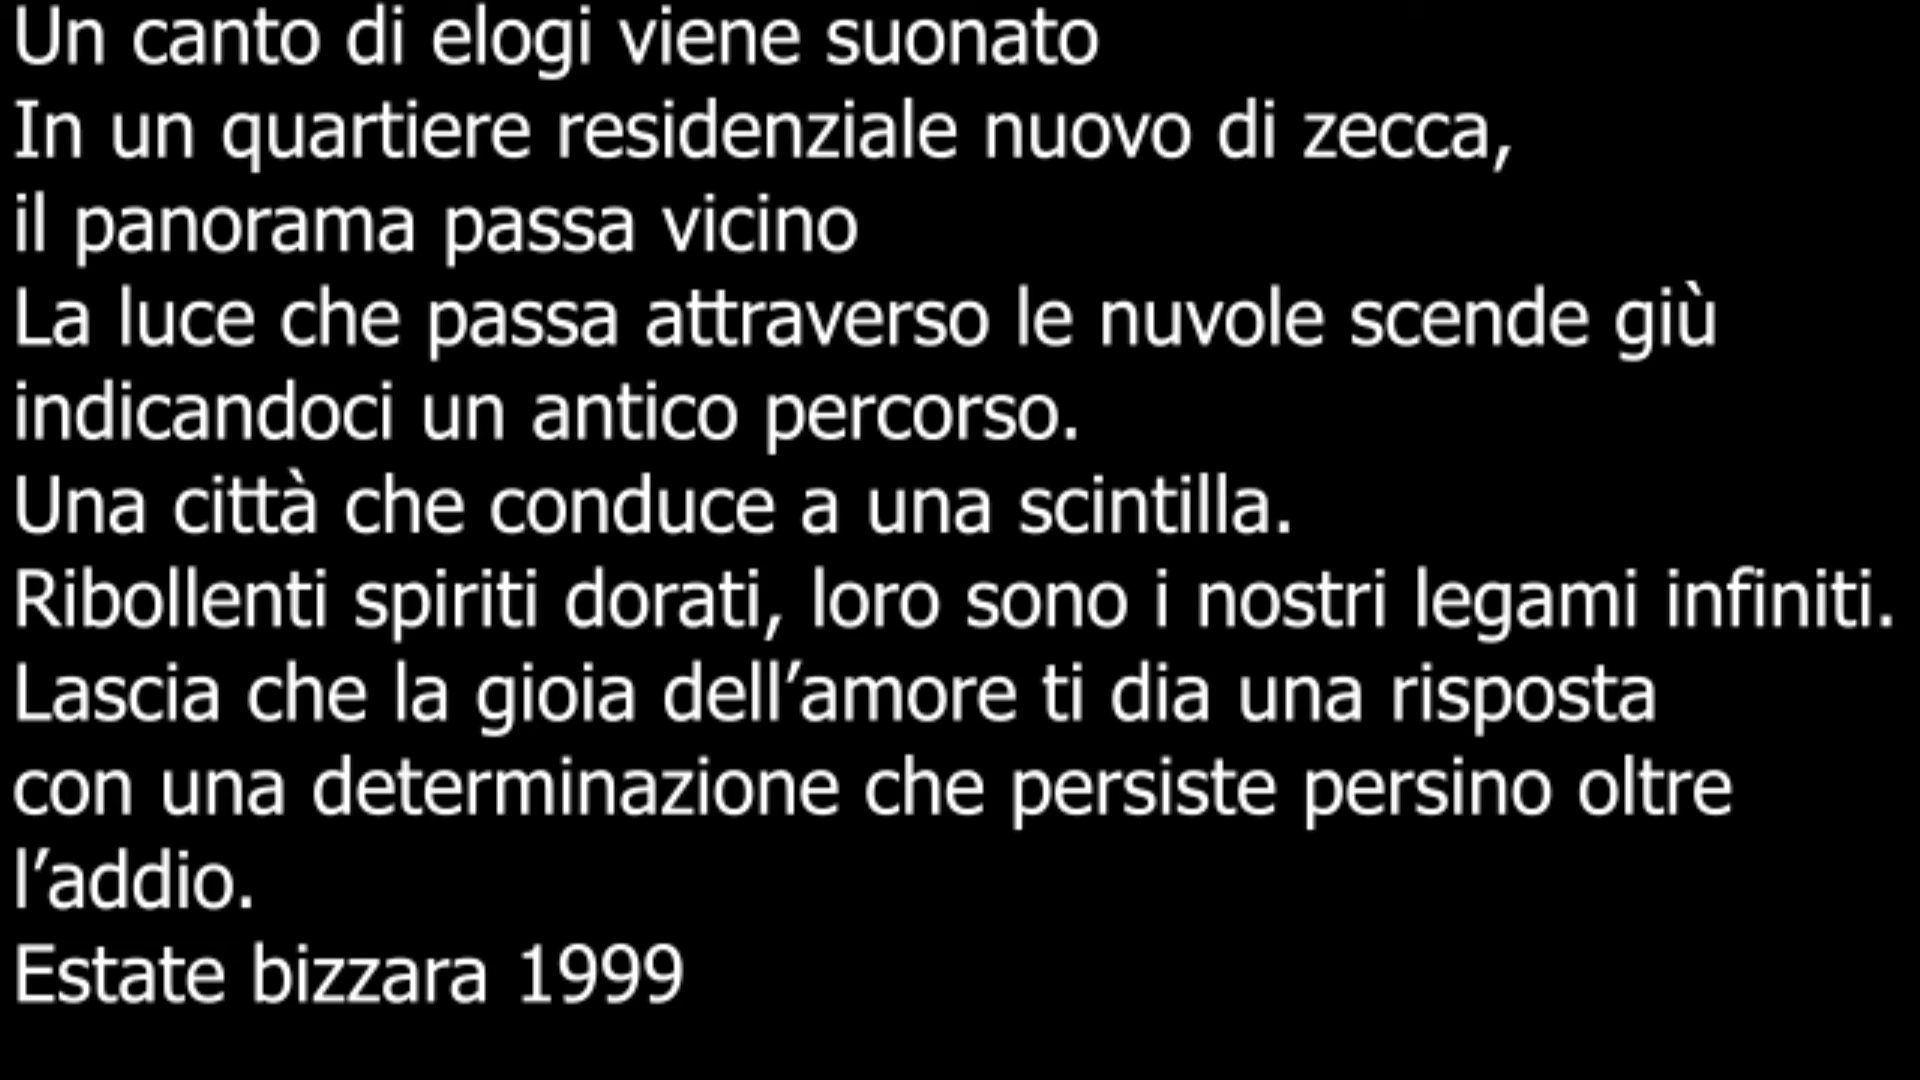 Un canto di elogi viene suonato
In un quartiere residenziale nuovo di zecca,
il panorama passa vicino
La luce che passa attraverso le nuvole scende giù
indicandoci un antico percorso.
Una città che conduce a una scintilla.
Ribollenti spiriti dorati, loro sono i nostri legami infiniti.
Lascia che la gioia dell’amore ti dia una risposta
con una determinazione che persiste persino oltre
l’addio.
Estate bizzara 1999